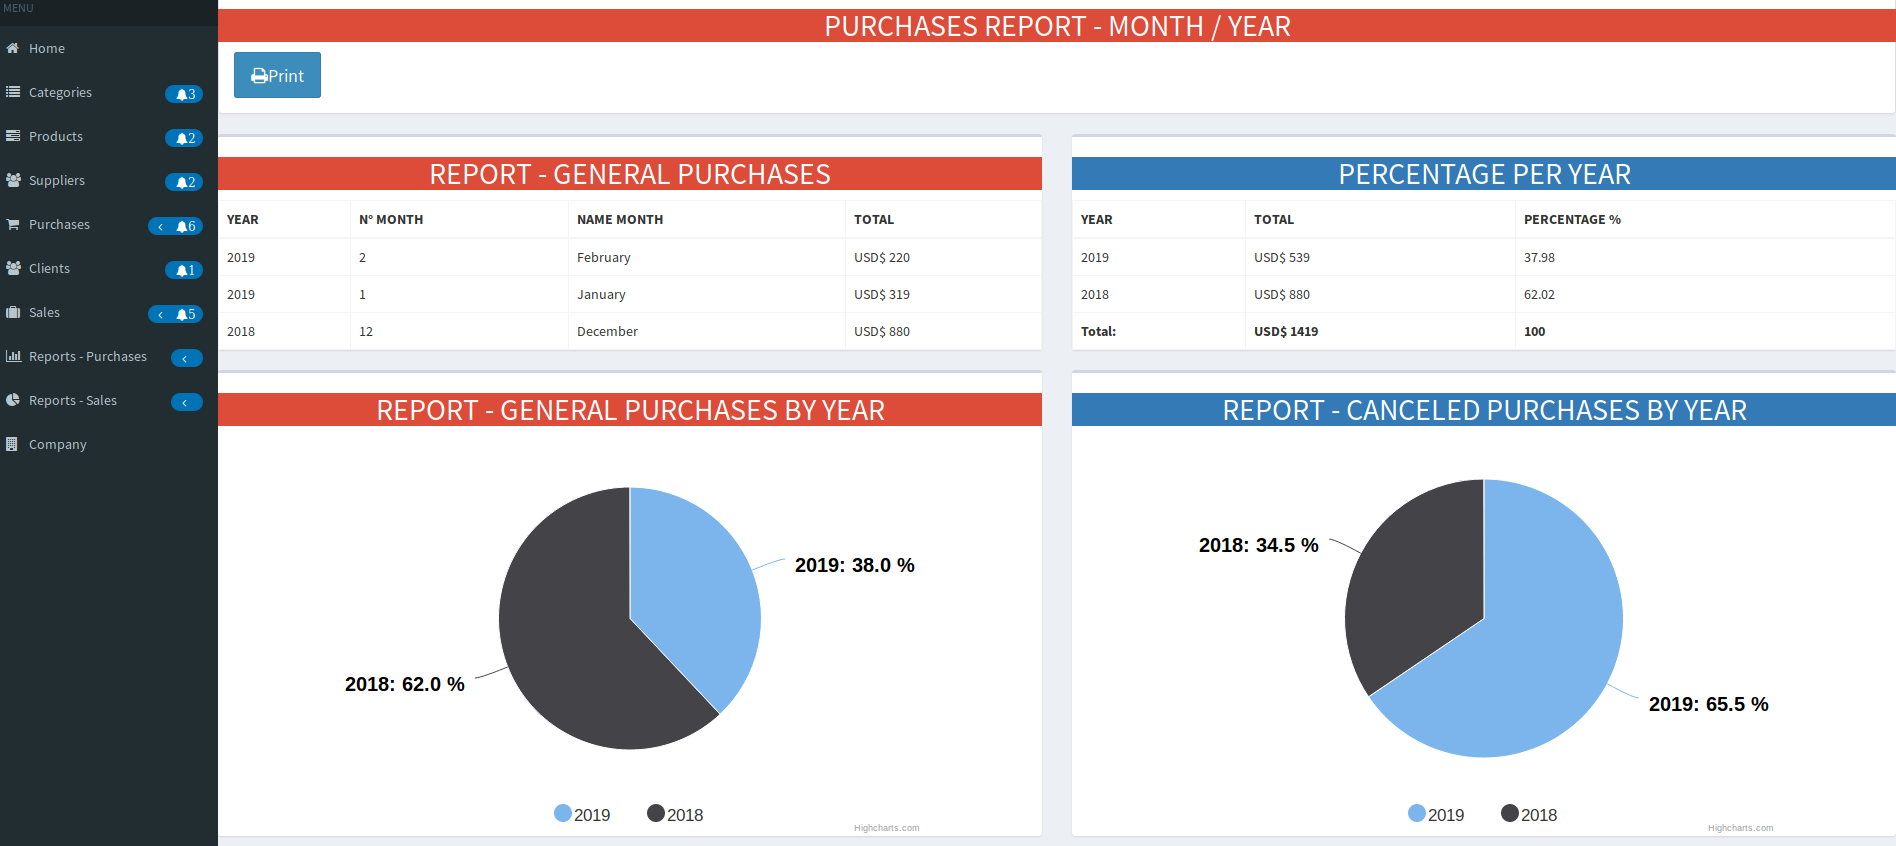 MENU
Home
Categories 3
Products 2
Suppliers 2
Purchases 6
Clients 1
Sales 5
Reports - Purchases
Reports - Sales
Company
PURCHASES REPORT - MONTH / YEAR
Print
REPORT - GENERAL PURCHASES
YEAR N° MONTH NAME MONTH TOTAL
2019 2 February USD$ 220
2019 1 January USD$ 319
2018 12 December USD$ 880
PERCENTAGE PER YEAR
YEAR TOTAL PERCENTAGE %
2019 USD$ 539 37.98
2018 USD$ 880 62.02
Total: USD$ 1419 100
REPORT - GENERAL PURCHASES BY YEAR
2019: 38.0 %
2018: 62.0 %
2019 2018
Highcharts.com
REPORT - CANCELED PURCHASES BY YEAR
2018: 34.5 %
2019: 65.5 %
2019 2018
Highcharts.com